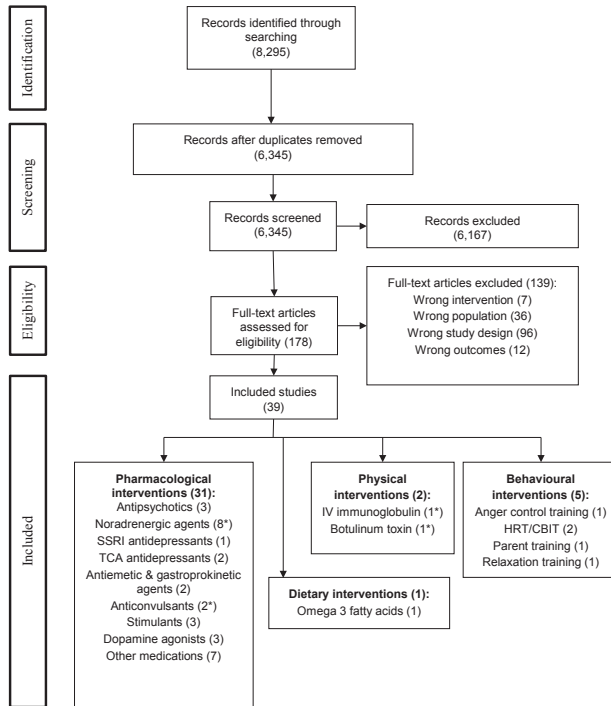 Identification
Records identified through
searching
(8,295)
Screening
Records after duplicates removed
(6,345)
Records screened
(6,345)
Records excluded
(6,167)
Eligibility
Full-text articles
assessed for
eligibility (178)
Full-text articles excluded (139):
Wrong intervention (7)
Wrong population (36)
Wrong study design (96)
Wrong outcomes (12)
Included
Included studies
(39)
Pharmacological
interventions (31):
Antipsychotics (3)
Noradrenergic agents (8*)
SSRI antidepressants (1)
TCA antidepressants (2)
Antiemetic & gastroprokinetic
agents (2)
Anticonvulsants (2*)
Stimulants (3)
Dopamine agonists (3)
Other medications (7)
Physical
interventions (2):
IV immunoglobulin (1*)
Botulinum toxin (1*)
Behavioural
interventions (5):
Anger control training (1)
HRT/CBIT (2)
Parent training (1)
Relaxation training (1)
Dietary interventions (1):
Omega 3 fatty acids (1)